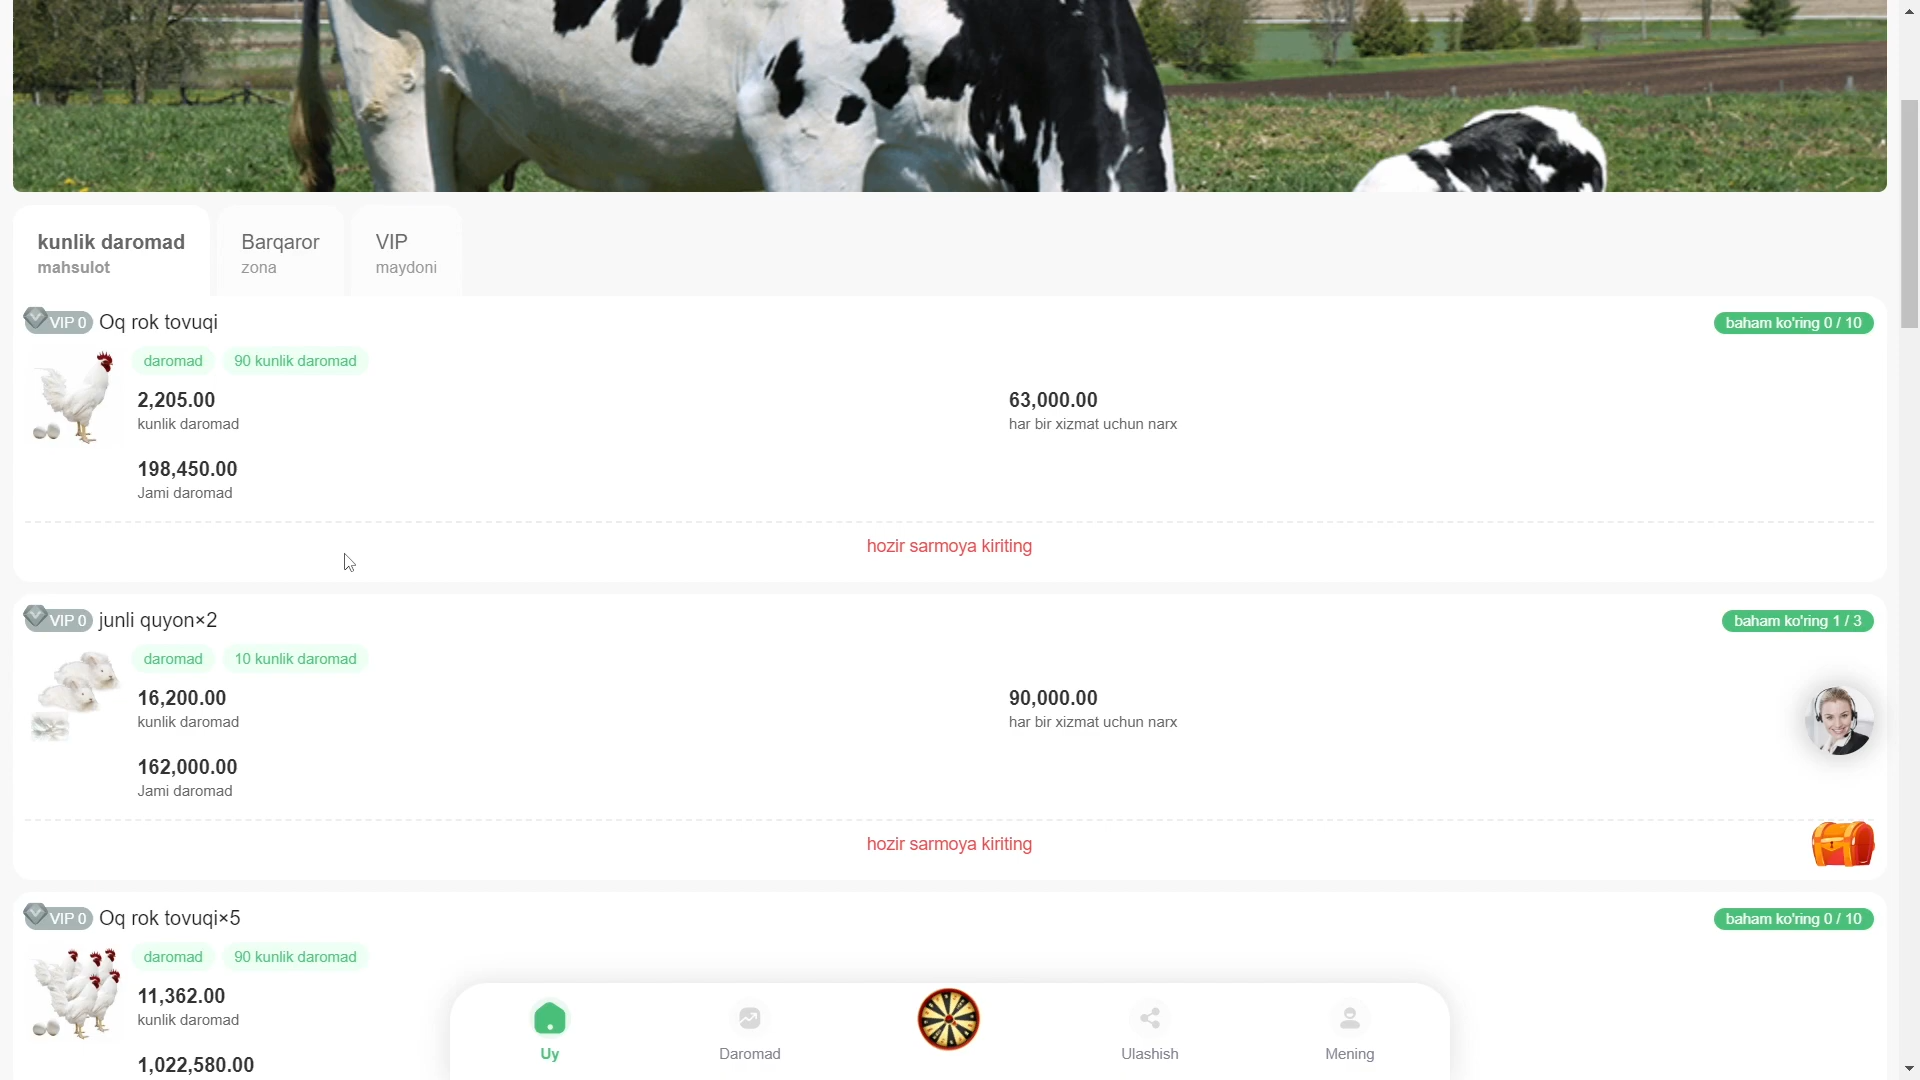 kunlik daromad
mahsulot
Barqaror
zona
VIP
maydoni
VIP 0 Oq rok tovuqi
baham ko'ring 0 / 10
daromad 90 kunlik daromad
2,205.00
kunlik daromad
63,000.00
har bir xizmat uchun narx
198,450.00
Jami daromad
hozir sarmoya kiriting
VIP 0 junli quyon×2
baham ko'ring 1 / 3
daromad 10 kunlik daromad
16,200.00
kunlik daromad
90,000.00
har bir xizmat uchun narx
162,000.00
Jami daromad
hozir sarmoya kiriting
VIP 0 Oq rok tovuqi×5
baham ko'ring 0 / 10
daromad 90 kunlik daromad
11,362.00
kunlik daromad
1,022,580.00
Uy
Daromad
Ulashish
Mening